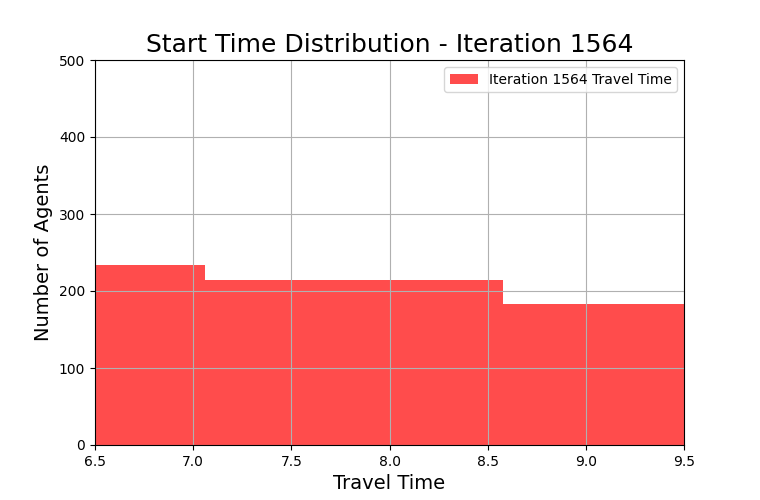 Start Time Distribution - Iteration 1564
Iteration 1564 Travel Time
Number of Agents
500
400
300
200
100
0
6.5 7.0 7.5 8.0 8.5 9.0 9.5
Travel Time